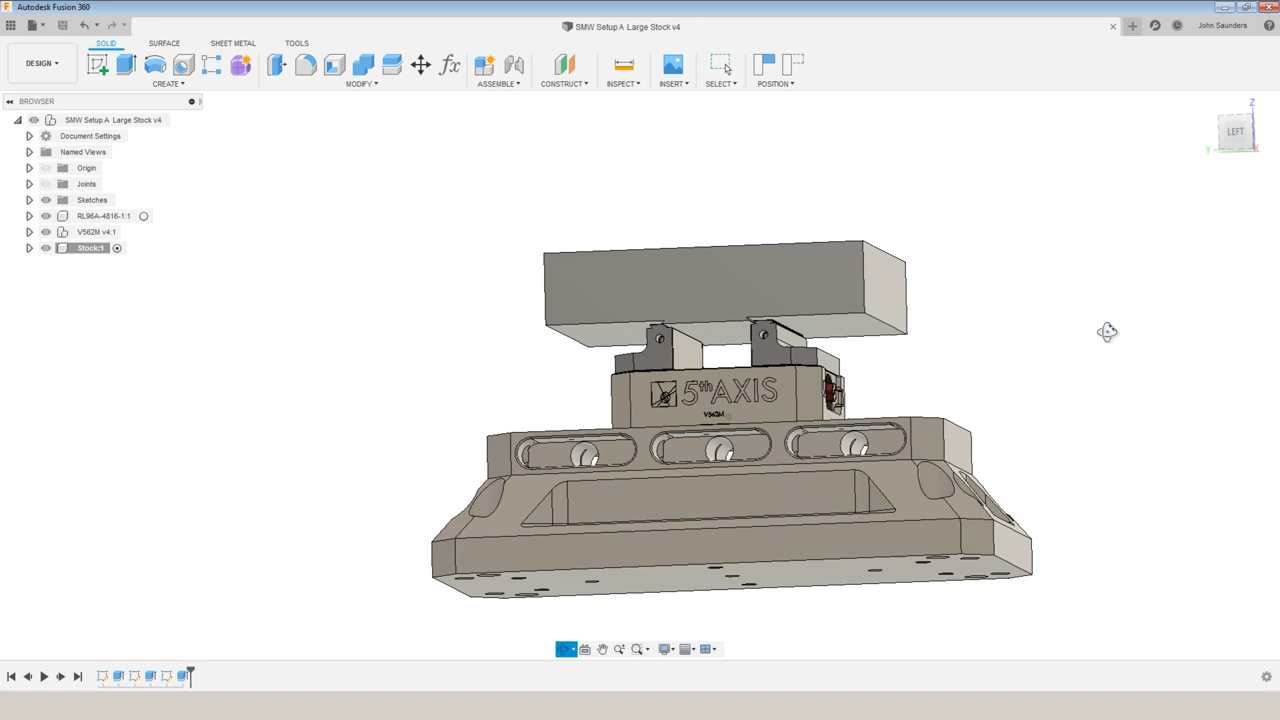 Autodesk Fusion 360
SMW Setup A Large Stock v4
John Saunders
SOLID SURFACE SHEET METAL TOOLS
DESIGN
CREATE MODIFY ASSEMBLE CONSTRUCT INSPECT INSERT SELECT POSITION
BROWSER
SMW Setup A Large Stock v4
Document Settings
Named Views
Origin
Joints
Sketches
RL96A-4816-1:1
V562M v4:1
Stock:1
Z
LEFT
Y
X
5th AXIS
V562M